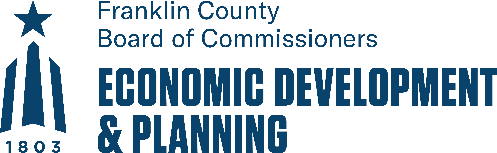 Franklin County
Board of Commissioners
ECONOMIC DEVELOPMENT
& PLANNING
1803